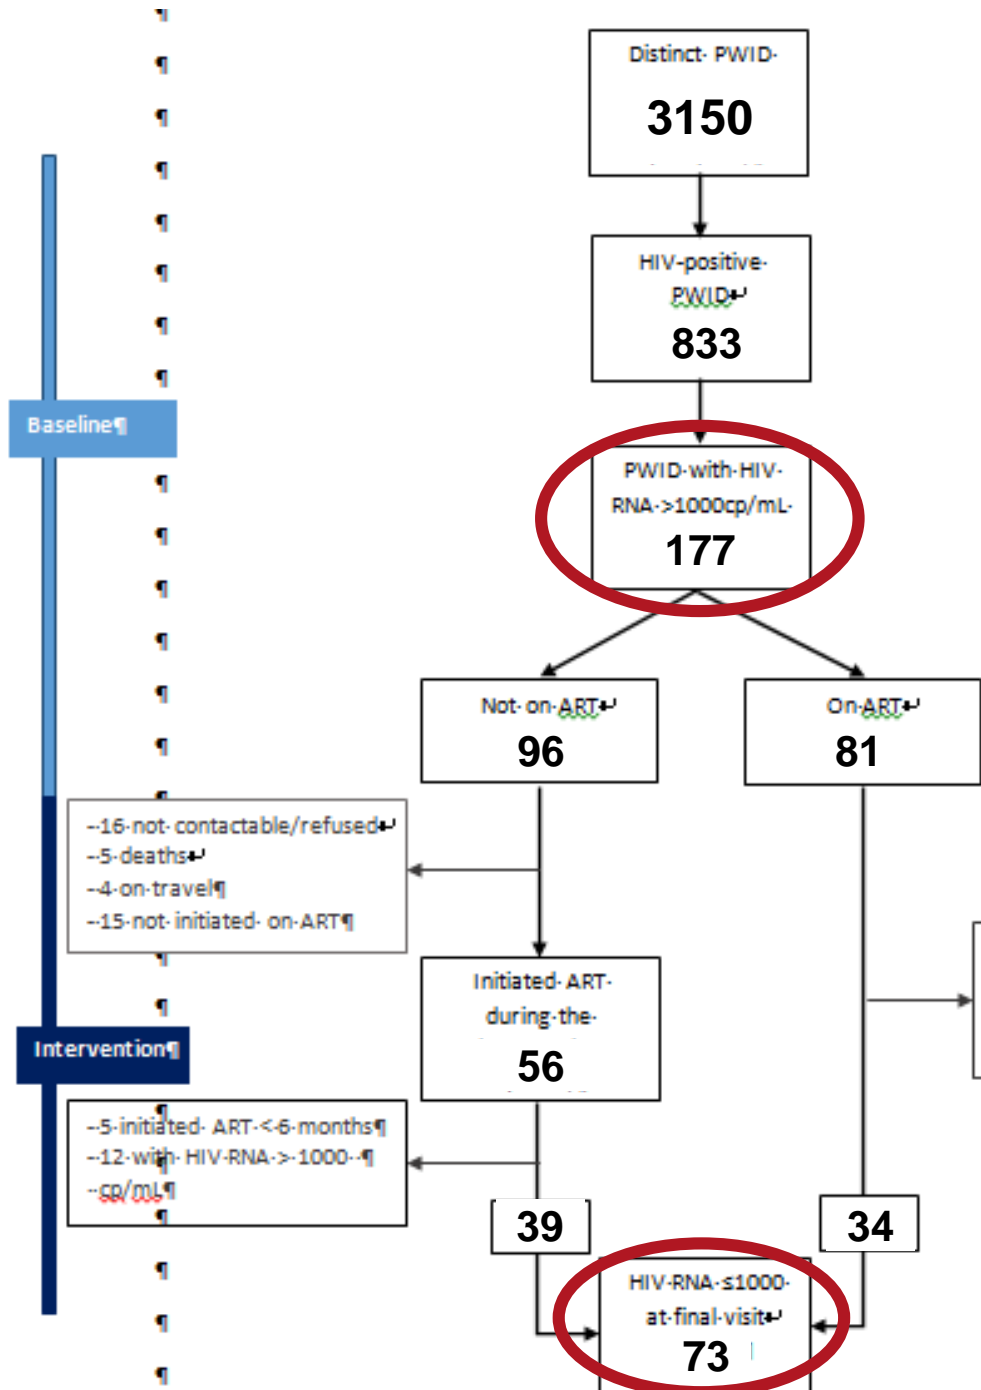 Distinct PWID
3150
HIV-positive
PWID
833
Baseline¶
PWID with HIV
RNA >1000cp/mL
177
Not on ART
96
On ART
81
--16 not contactable/refused
--5 deaths
--4 on travel¶
--15 not initiated on ART¶
Initiated ART
during the
56
Intervention¶
--5 initiated ART < 6 months¶
--12 with HIV-RNA > 1000 ¶
cp/mL¶
39
34
HIV-RNA ≤1000
at final visit
73